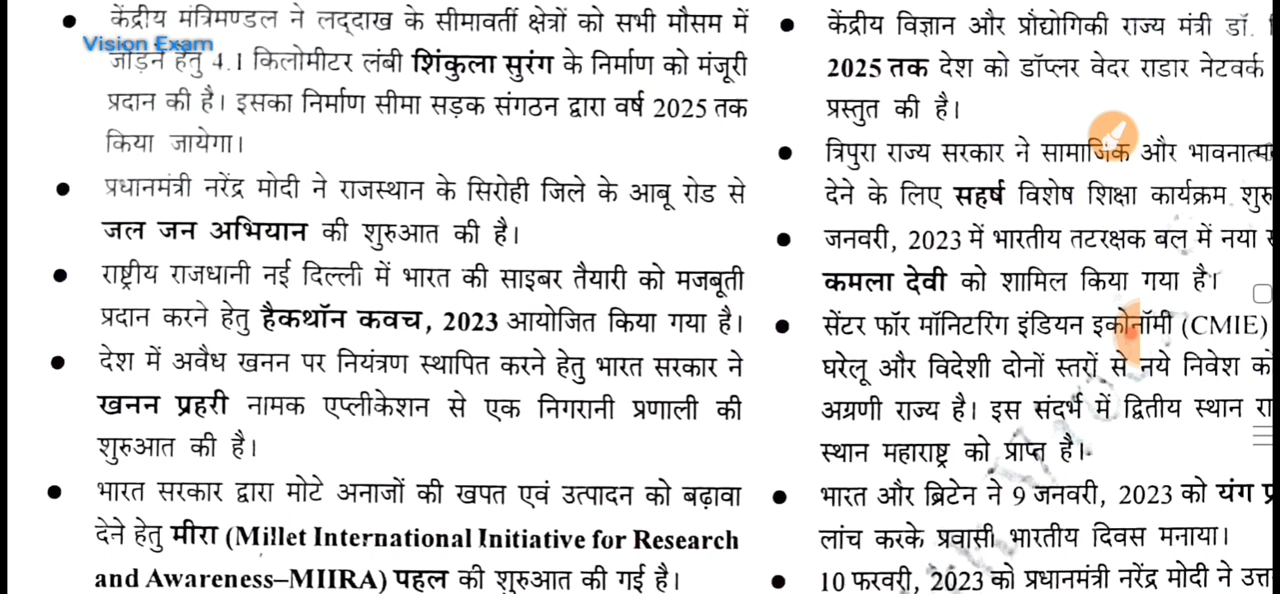 केंद्रीय मंत्रिमण्डल ने लद्दाख के सीमावर्ती क्षेत्रों को सभी मौसम में
Vision Exam
जोड़ने हेतु 4.1 किलोमीटर लंबी शिंकुला सुरंग के निर्माण को मंजूरी
प्रदान की है। इसका निर्माण सीमा सड़क संगठन द्वारा वर्ष 2025 तक
किया जायेगा।
प्रधानमंत्री नरेंद्र मोदी ने राजस्थान के सिरोही जिले के आबू रोड से
जल जन अभियान की शुरुआत की है।
राष्ट्रीय राजधानी नई दिल्ली में भारत की साइबर तैयारी को मजबूती
प्रदान करने हेतु हैकथॉन कवच, 2023 आयोजित किया गया है।
देश में अवैध खनन पर नियंत्रण स्थापित करने हेतु भारत सरकार ने
खनन प्रहरी नामक एप्लीकेशन से एक निगरानी प्रणाली की
शुरुआत की है।
भारत सरकार द्वारा मोटे अनाजों की खपत एवं उत्पादन को बढ़ावा
देने हेतु मीरा (Millet International Initiative for Research
and Awareness–MIIRA) पहल की शुरुआत की गई है।
केंद्रीय विज्ञान और प्रौद्योगिकी राज्य मंत्री डॉ.
2025 तक देश को डॉप्लर वेदर राडार नेटवर्क
प्रस्तुत की है।
त्रिपुरा राज्य सरकार ने सामाजिक और
देने के लिए सहर्ष विशेष शिक्षा कार्यक्रम
जनवरी, 2023 में भारतीय तटरक्षक बल में नया
कमला देवी को शामिल किया गया है।
सेंटर फॉर मॉनिटरिंग इंडियन इकोनॉमी (CMIE)
घरेलू और विदेशी दोनों स्तरों से नये निवेश को
अग्रणी राज्य है। इस संदर्भ में द्वितीय स्थान
स्थान महाराष्ट्र को प्राप्त है।
भारत और ब्रिटेन ने 9 जनवरी, 2023 को यंग
लांच करके प्रवासी भारतीय दिवस मनाया।
10 फरवरी, 2023 को प्रधानमंत्री नरेंद्र मोदी ने